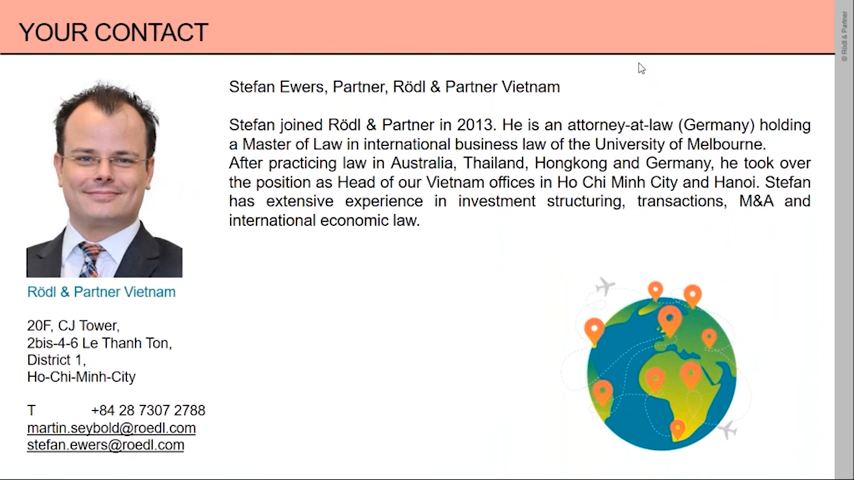 YOUR CONTACT
© Rödl & Partner
Stefan Ewers, Partner, Rödl & Partner Vietnam
Stefan joined Rödl & Partner in 2013. He is an attorney-at-law (Germany) holding
a Master of Law in international business law of the University of Melbourne.
After practicing law in Australia, Thailand, Hongkong and Germany, he took over
the position as Head of our Vietnam offices in Ho Chi Minh City and Hanoi. Stefan
has extensive experience in investment structuring, transactions, M&A and
international economic law.
Rödl & Partner Vietnam
20F, CJ Tower,
2bis-4-6 Le Thanh Ton,
District 1,
Ho-Chi-Minh-City
T +84 28 7307 2788
martin.seybold@roedl.com
stefan.ewers@roedl.com